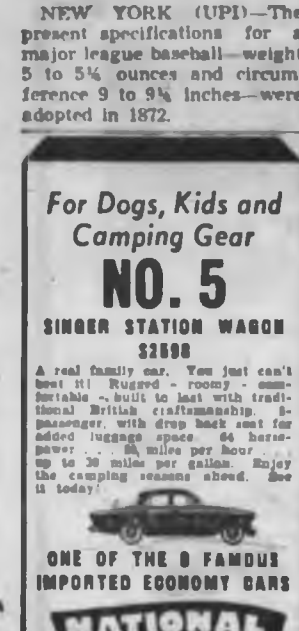 NEW YORK (UPI)—The
present specifications for a
major league baseball—weight
5 to 5¼ ounces and circum
ference 9 to 9¼ inches—were
adopted in 1872.
For Dogs, Kids and
Camping Gear
NO. 5
SINGER STATION WAGON
$2598
A real family car. You just can't
beat it! Rugged - roomy - com-
fortable - built to last with tradi-
tional British craftsmanship.
passenger, with drop back seat for
added luggage space. 64 horse-
power . . . miles per hour . . .
up to 30 miles per gallon. Enjoy
the camping seasons ahead. See
it today!
ONE OF THE 8 FAMOUS
IMPORTED ECONOMY CARS
NATIONAL